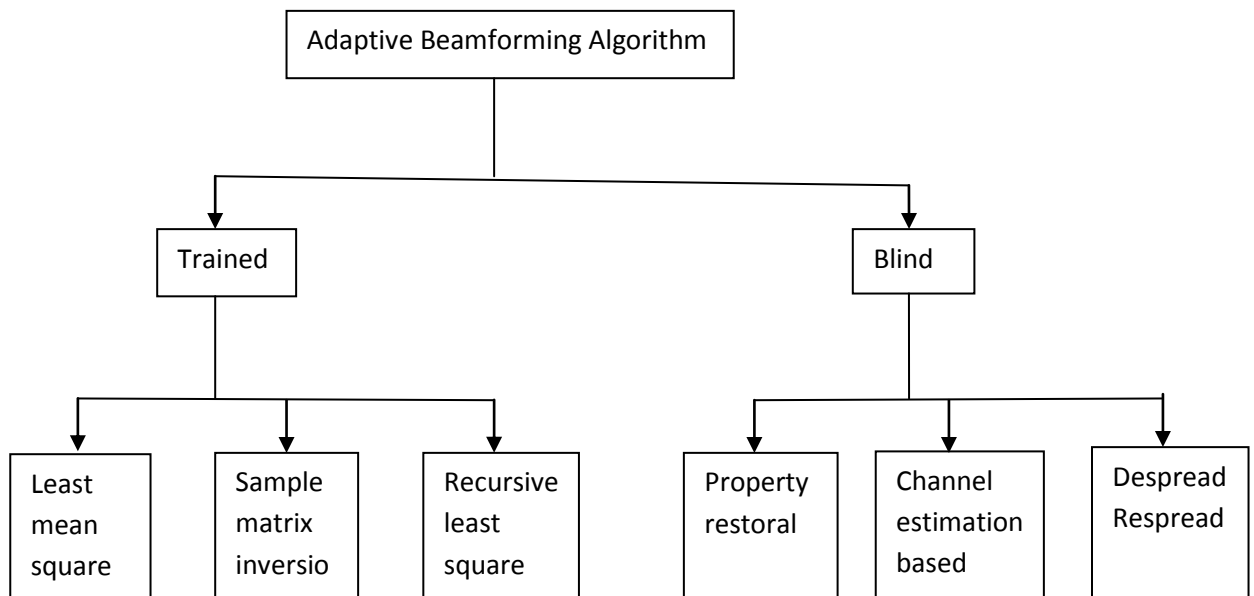 Adaptive Beamforming Algorithm
Trained
Blind
Least
mean
square
Sample
matrix
inversio
Recursive
least
square
Property
restoral
Channel
estimation
based
Despread
Respread